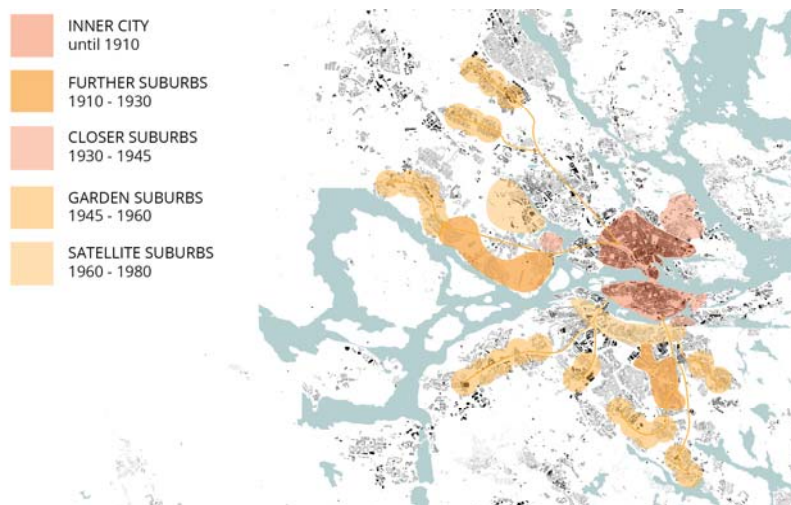 INNER CITY
until 1910
FURTHER SUBURBS
1910 - 1930
CLOSER SUBURBS
1930 - 1945
GARDEN SUBURBS
1945 - 1960
SATELLITE SUBURBS
1960 - 1980